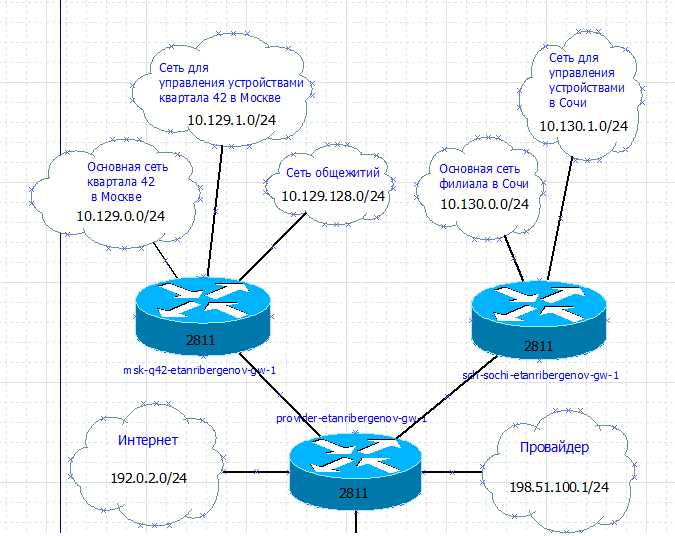 Сеть для
управления устройствами
квартала 42 в Москве
10.129.1.0/24
Сеть для
управления
устройствами
в Сочи
10.130.1.0/24
Основная сеть
квартала 42
в Москве
10.129.0.0/24
Сеть общежитий
10.129.128.0/24
Основная сеть
филиала в Сочи
10.130.0.0/24
2811
msk-q42-etanribergenov-gw-1
2811
sch-sochi-etanribergenov-gw-1
provider-etanribergenov-gw-1
2811
Интернет
192.0.2.0/24
Провайдер
198.51.100.1/24